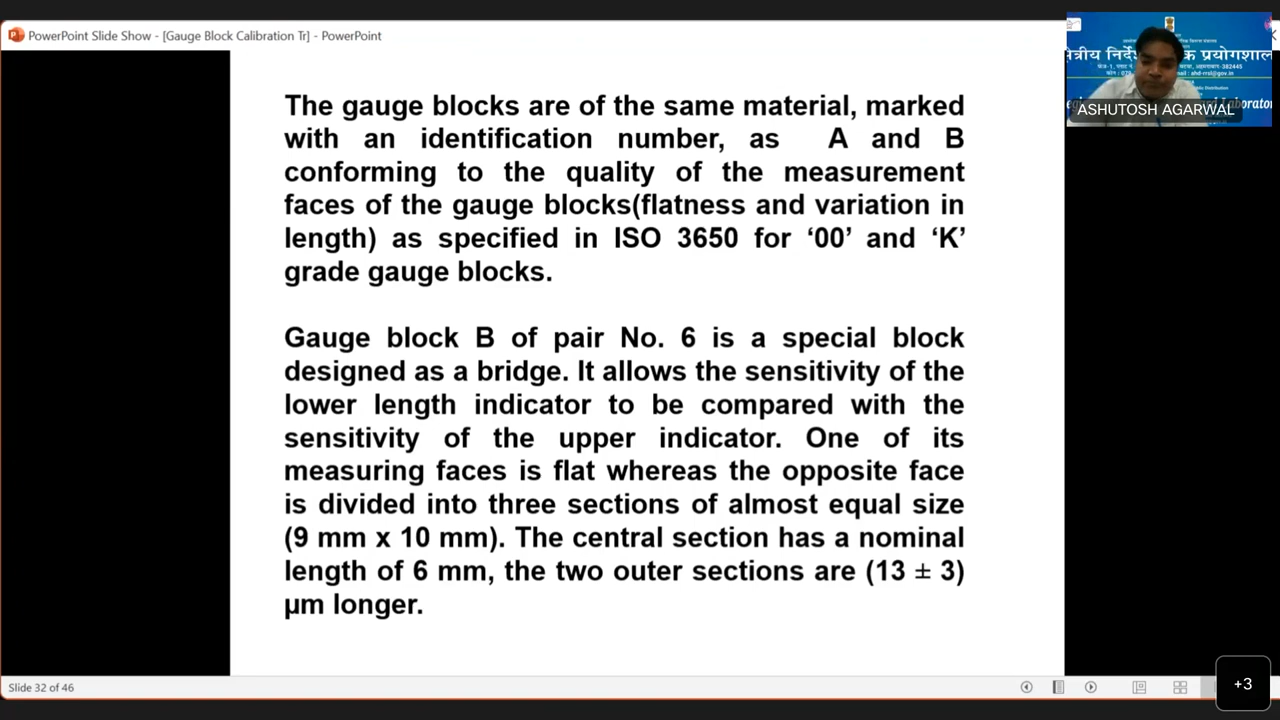 PowerPoint Slide Show - [Gauge Block Calibration Tr] - PowerPoint
The gauge blocks are of the same material, marked
with an identification number, as A and B
conforming to the quality of the measurement
faces of the gauge blocks(flatness and variation in
length) as specified in ISO 3650 for ‘00’ and ‘K’
grade gauge blocks.
Gauge block B of pair No. 6 is a special block
designed as a bridge. It allows the sensitivity of the
lower length indicator to be compared with the
sensitivity of the upper indicator. One of its
measuring faces is flat whereas the opposite face
is divided into three sections of almost equal size
(9 mm x 10 mm). The central section has a nominal
length of 6 mm, the two outer sections are (13 ± 3)
µm longer.
Slide 32 of 46
ASHUTOSH AGARWAL
+3